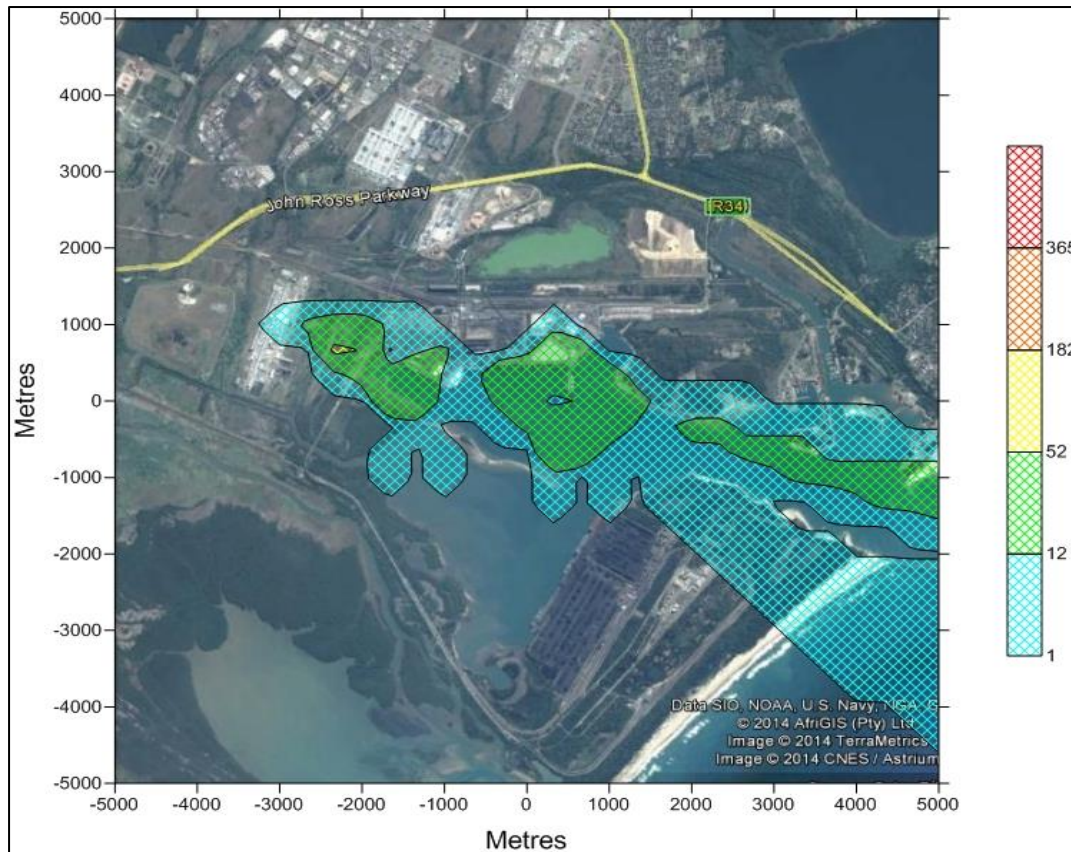 5000
4000
3000
2000
1000
0
-1000
-2000
-3000
-4000
-5000
Metres
John Ross Parkway
R34
365
182
52
12
1
Data SIO, NOAA, U.S. Navy, NGA, G
© 2014 AfriGIS (Pty) Ltd.
Image © 2014 TerraMetrics
Image © 2014 CNES / Astrium
-5000 -4000 -3000 -2000 -1000 0 1000 2000 3000 4000 5000
Metres